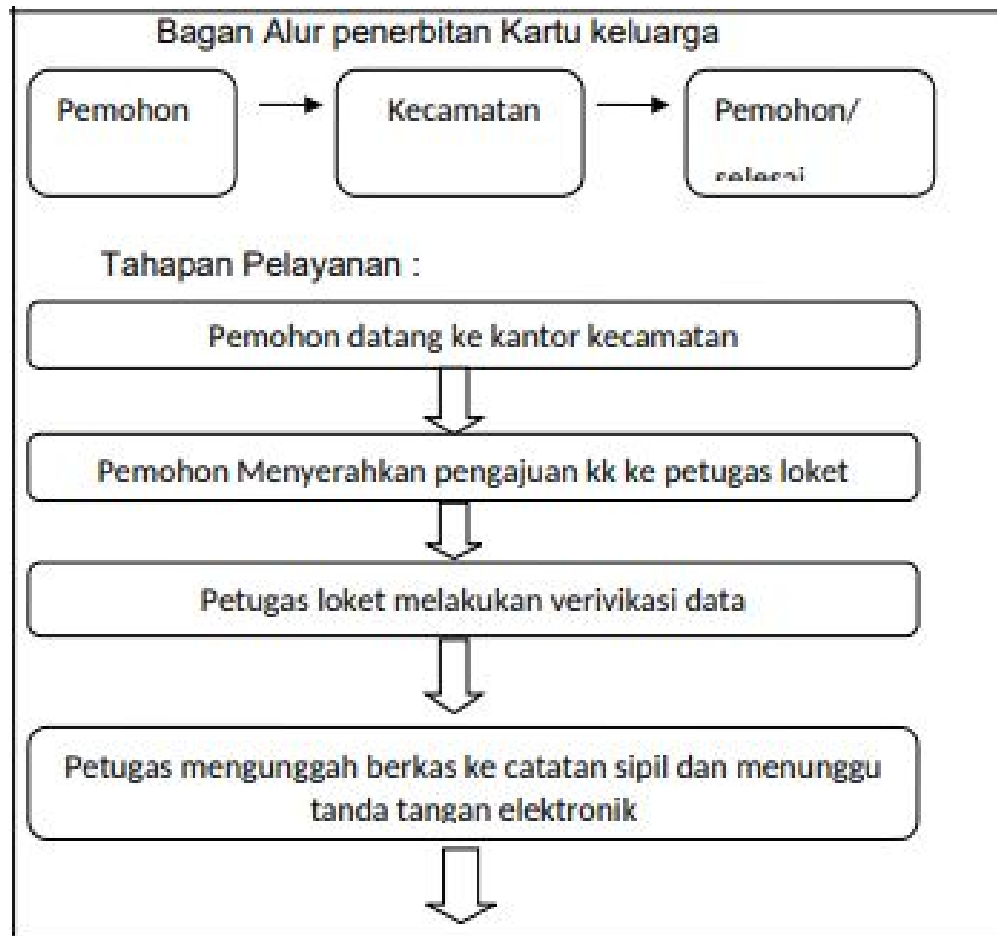 Bagan Alur penerbitan Kartu keluarga
Pemohon
Kecamatan
Pemohon/
selesai
Tahapan Pelayanan :
Pemohon datang ke kantor kecamatan
Pemohon Menyerahkan pengajuan kk ke petugas loket
Petugas loket melakukan verivikasi data
Petugas mengunggah berkas ke catatan sipil dan menunggu
tanda tangan elektronik